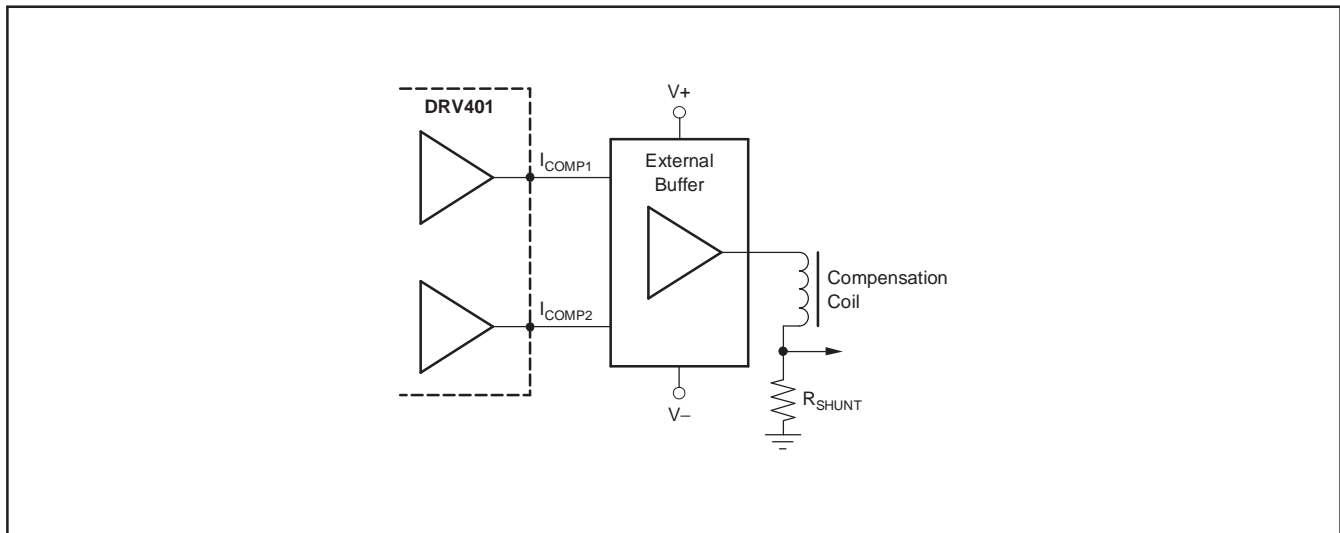 DRV401
I_COMP1
I_COMP2
V+
External
Buffer
V−
Compensation
Coil
R_SHUNT